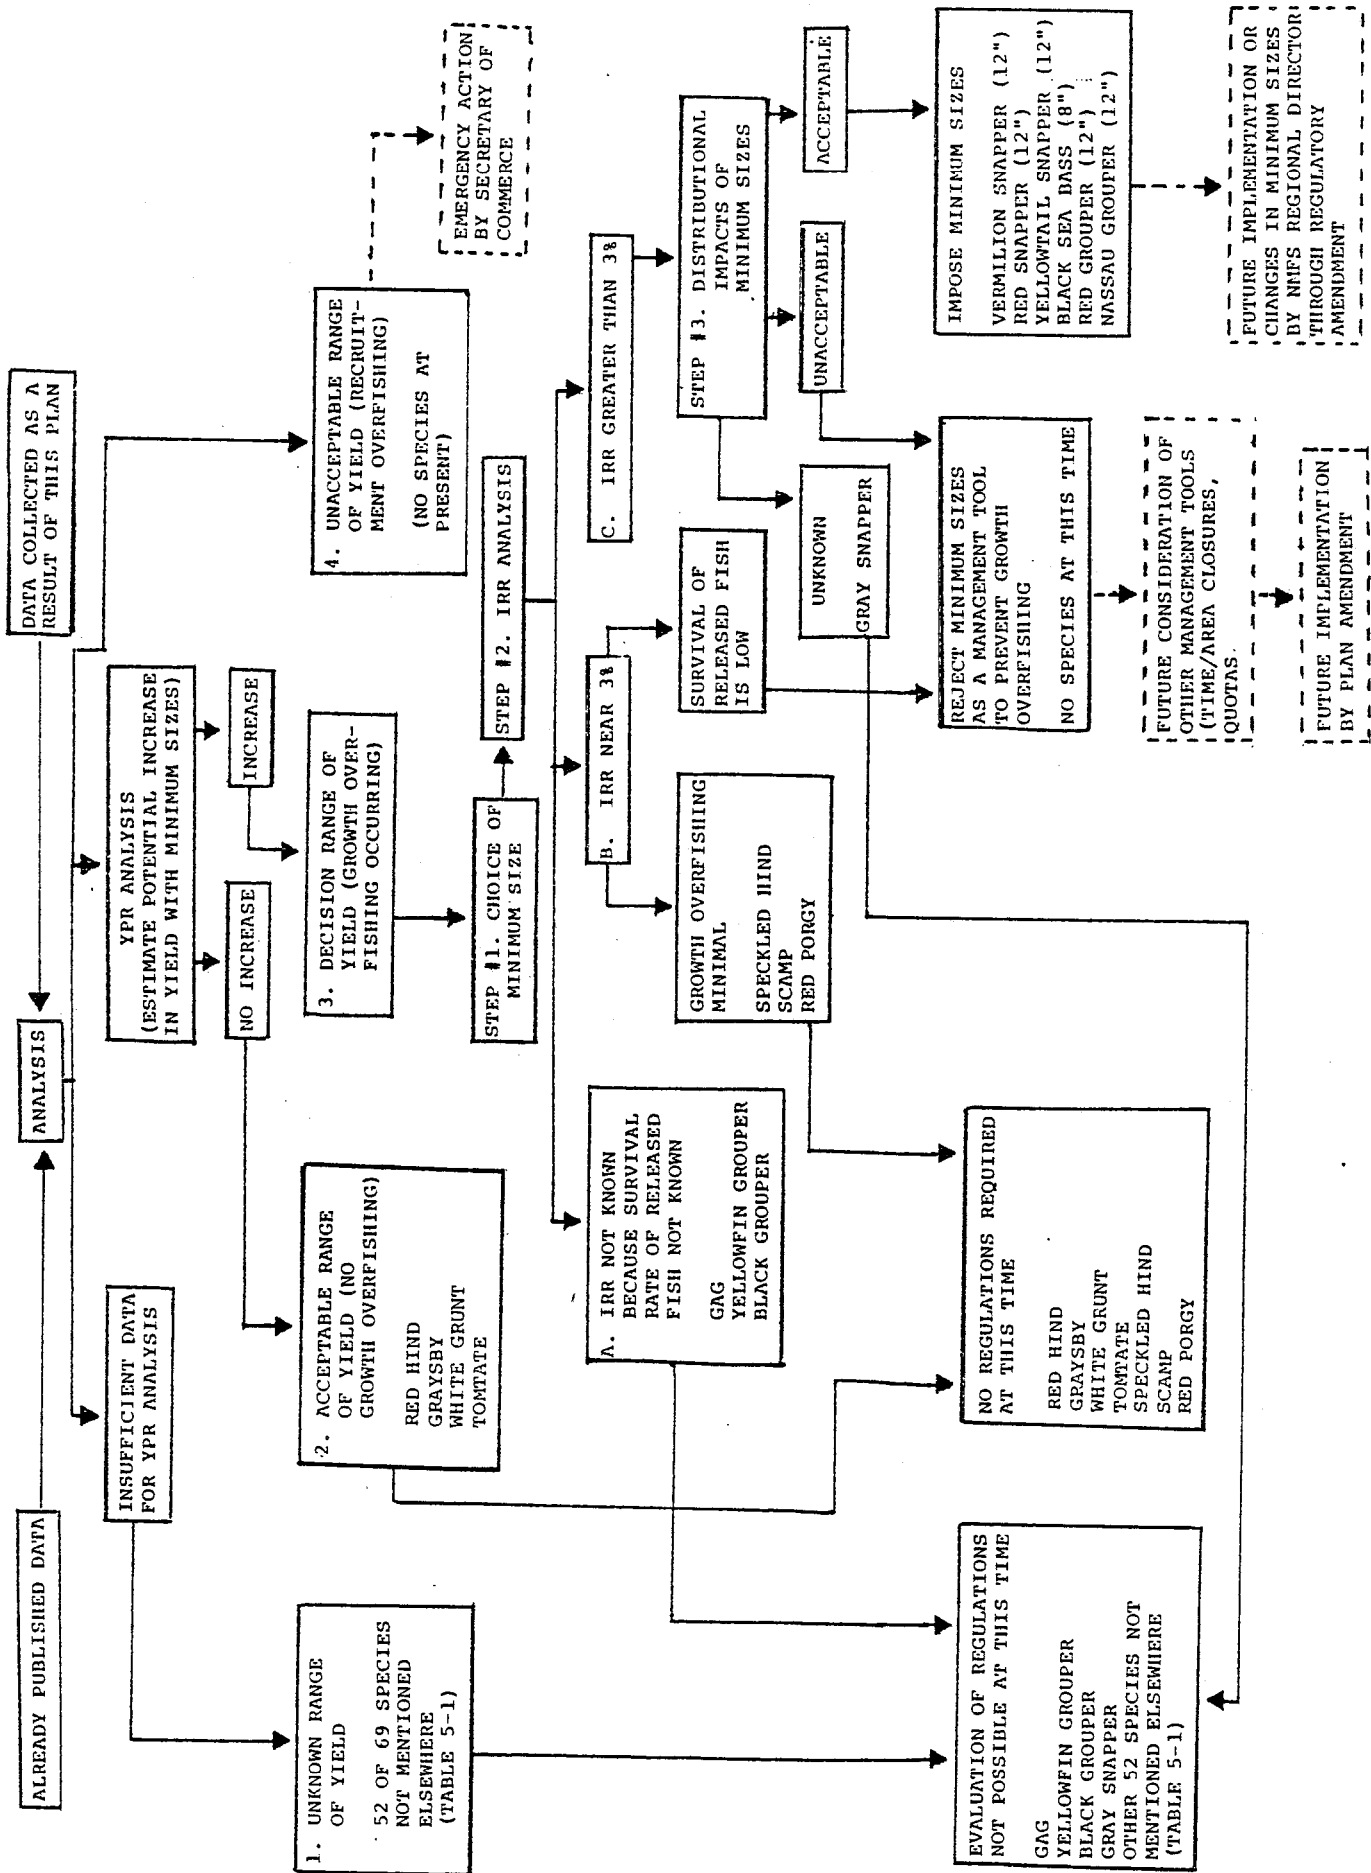 ALREADY PUBLISHED DATA
ANALYSIS
DATA COLLECTED AS A
RESULT OF THIS PLAN
INSUFFICIENT DATA
FOR YPR ANALYSIS
YPR ANALYSIS
(ESTIMATE POTENTIAL INCREASE
IN YIELD WITH MINIMUM SIZES)
NO INCREASE
INCREASE
1. UNKNOWN RANGE
OF YIELD
52 OF 69 SPECIES
NOT MENTIONED
ELSEWHERE
(TABLE 5-1)
2. ACCEPTABLE RANGE
OF YIELD (NO
GROWTH OVERFISHING)
RED HIND
GRAYSBY
WHITE GRUNT
TOMTATE
3. DECISION RANGE OF
YIELD (GROWTH OVER-
FISHING OCCURRING)
4. UNACCEPTABLE RANGE
OF YIELD (RECRUIT-
MENT OVERFISHING)
(NO SPECIES AT
PRESENT)
EMERGENCY ACTION
BY SECRETARY OF
COMMERCE
STEP #1. CHOICE OF
MINIMUM SIZE
STEP #2. IRR ANALYSIS
A. IRR NOT KNOWN
BECAUSE SURVIVAL
RATE OF RELEASED
FISH NOT KNOWN
GAG
YELLOWFIN GROUPER
BLACK GROUPER
B. IRR NEAR 3%
C. IRR GREATER THAN 3%
GROWTH OVERFISHING
MINIMAL
SPECKLED HIND
SCAMP
RED PORGY
SURVIVAL OF
RELEASED FISH
IS LOW
STEP #3. DISTRIBUTIONAL
IMPACTS OF
MINIMUM SIZES
UNKNOWN
GRAY SNAPPER
UNACCEPTABLE
ACCEPTABLE
EVALUATION OF REGULATIONS
NOT POSSIBLE AT THIS TIME
GAG
YELLOWFIN GROUPER
BLACK GROUPER
GRAY SNAPPER
OTHER 52 SPECIES NOT
MENTIONED ELSEWHERE
(TABLE 5-1)
NO REGULATIONS REQUIRED
AT THIS TIME
RED HIND
GRAYSBY
WHITE GRUNT
TOMTATE
SPECKLED HIND
SCAMP
RED PORGY
REJECT MINIMUM SIZES
AS A MANAGEMENT TOOL
TO PREVENT GROWTH
OVERFISHING
NO SPECIES AT THIS TIME
IMPOSE MINIMUM SIZES
VERMILION SNAPPER (12")
RED SNAPPER (12")
YELLOWTAIL SNAPPER (12")
BLACK SEA BASS (8")
RED GROUPER (12")
NASSAU GROUPER (12")
FUTURE CONSIDERATION OF
OTHER MANAGEMENT TOOLS
(TIME/AREA CLOSURES,
QUOTAS.
FUTURE IMPLEMENTATION
BY PLAN AMENDMENT
FUTURE IMPLEMENTATION OR
CHANGES IN MINIMUM SIZES
BY NMFS REGIONAL DIRECTOR
THROUGH REGULATORY
AMENDMENT